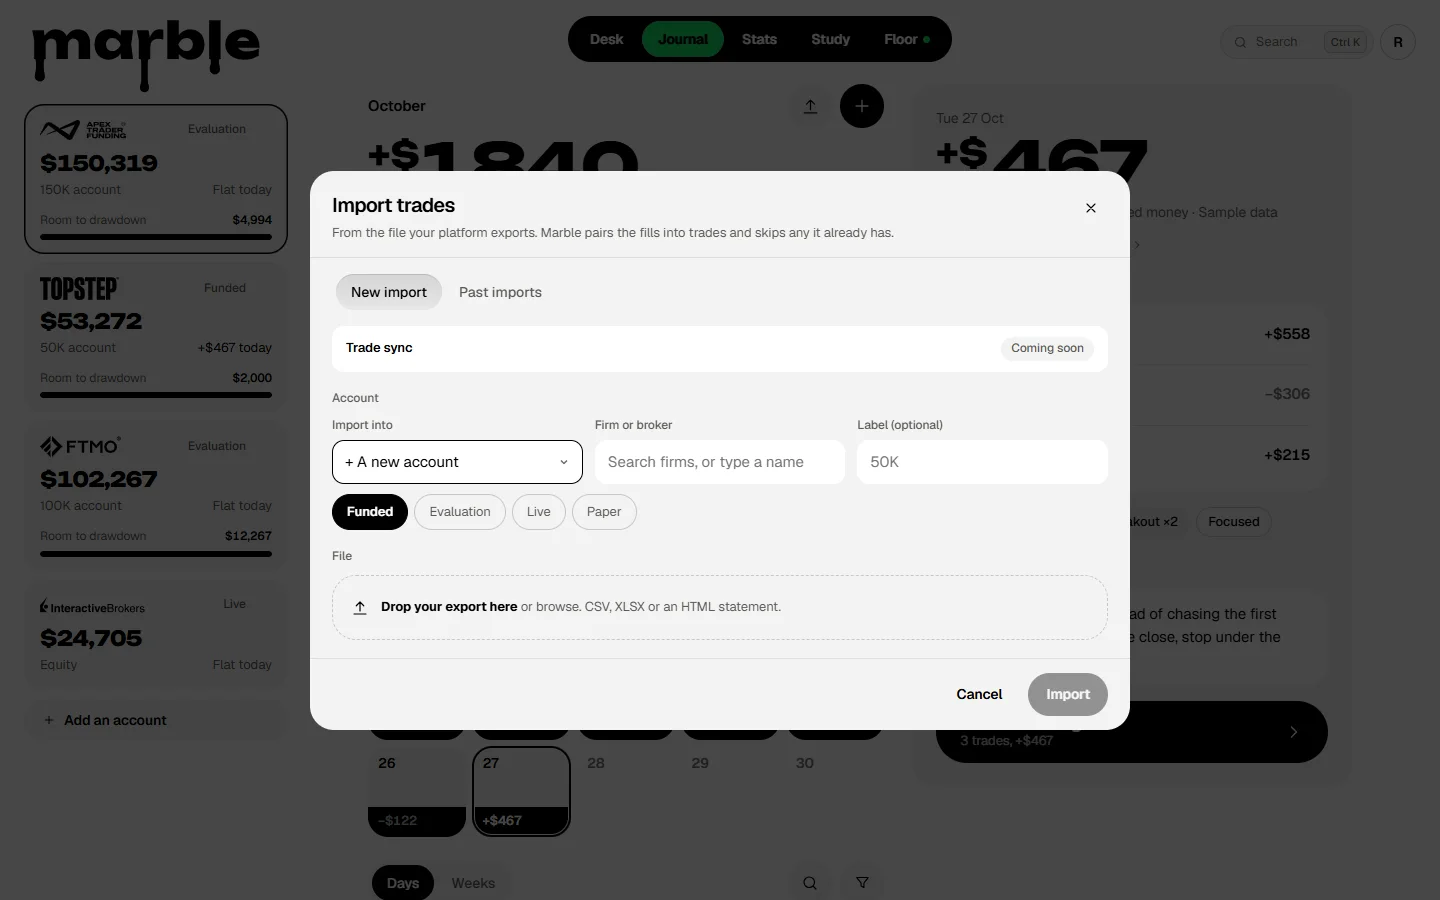 marble
Desk
Journal
Stats
Study
Floor
Search
Ctrl K
R
APEX TRADER FUNDING
Evaluation
$150,319
150K account
Flat today
Room to drawdown
$4,994
TOPSTEP
Funded
$53,272
50K account
+$467 today
Room to drawdown
$2,000
FTMO
Evaluation
$102,267
100K account
Flat today
Room to drawdown
$12,267
InteractiveBrokers
Live
$24,705
Equity
Flat today
+ Add an account
October
+$1840
Tue 27 Oct
+$467
ed money · Sample data
+$558
−$306
+$215
akout ×2
Focused
ad of chasing the first
e close, stop under the
3 trades, +$467
Import trades
From the file your platform exports. Marble pairs the fills into trades and skips any it already has.
New import
Past imports
Trade sync
Coming soon
Account
Import into
Firm or broker
Label (optional)
+ A new account
Search firms, or type a name
50K
Funded
Evaluation
Live
Paper
File
Drop your export here or browse. CSV, XLSX or an HTML statement.
Cancel
Import
26
27
28
29
30
−$122
+$467
Days
Weeks